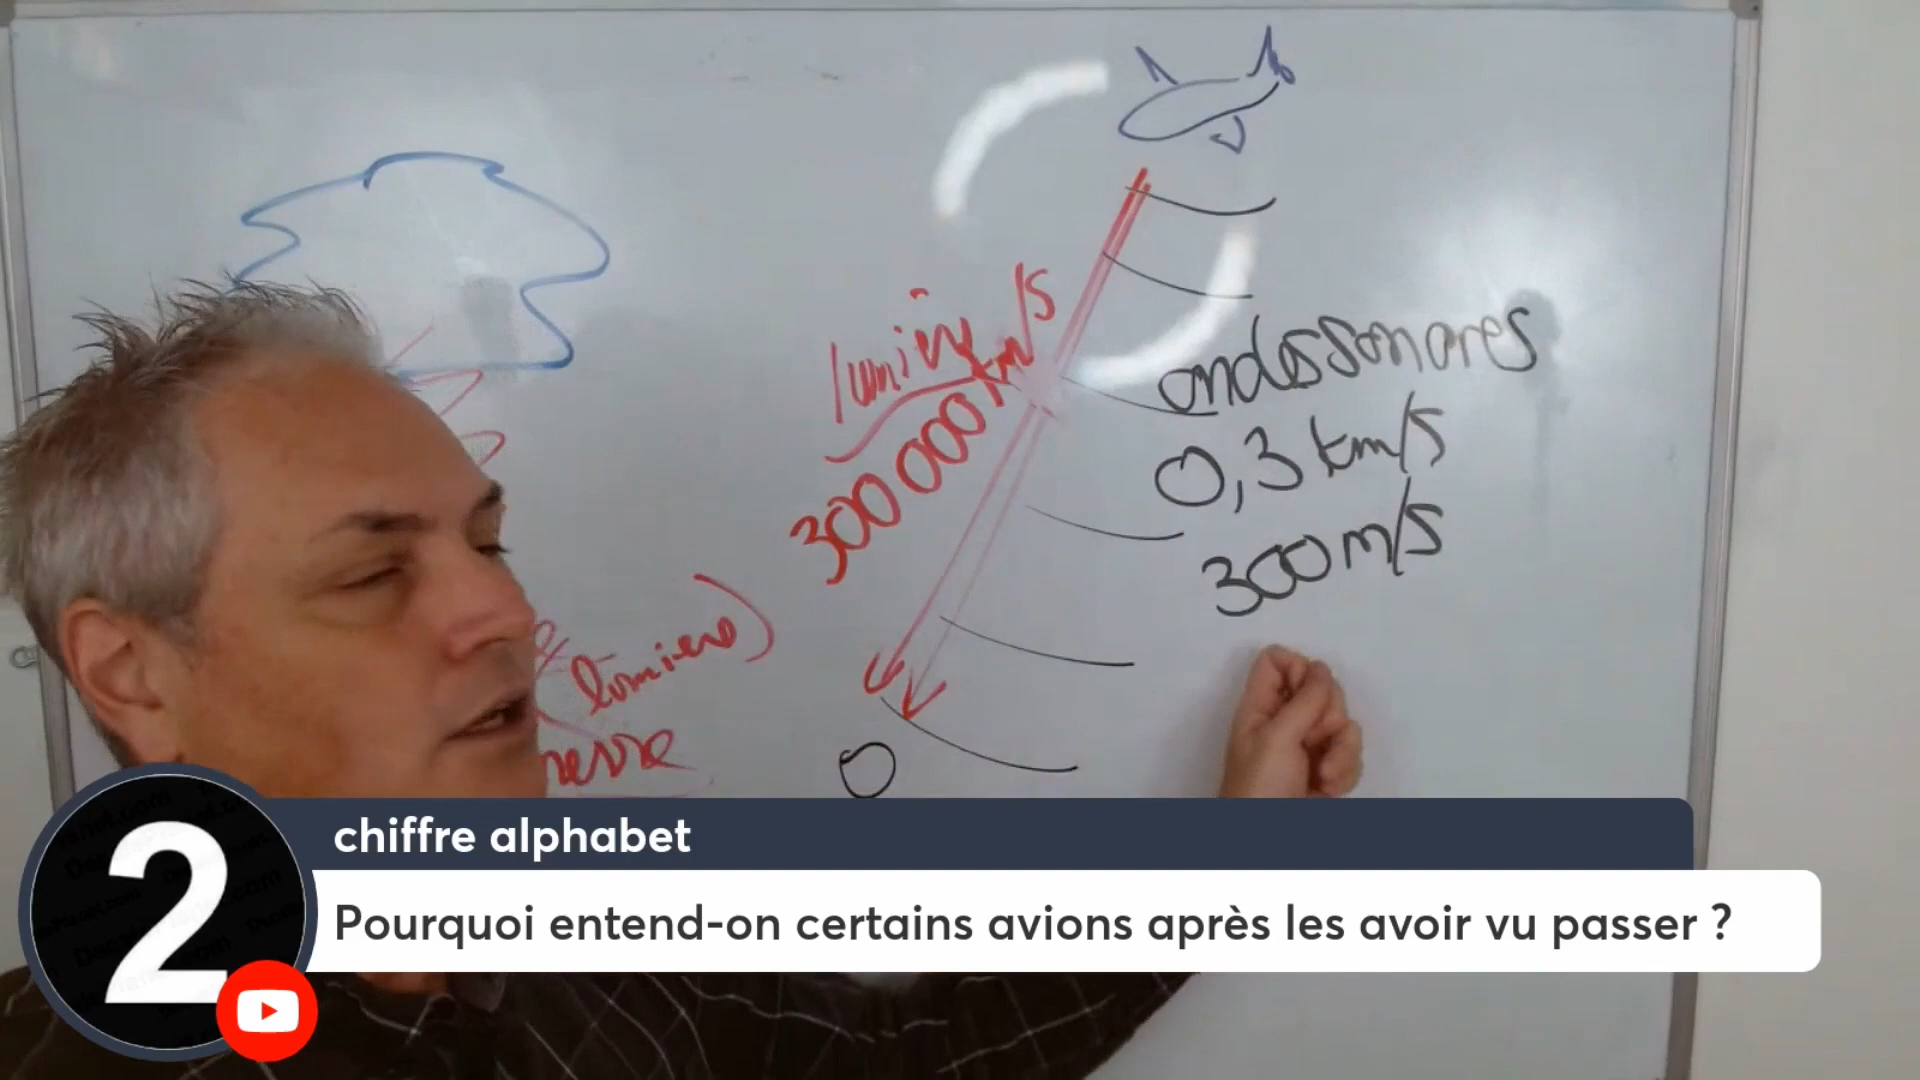 lumière
300 000 km/s
ondes sonores
0,3 km/s
300 m/s
lumière)
chiffre alphabet
Pourquoi entend-on certains avions après les avoir vu passer ?
2